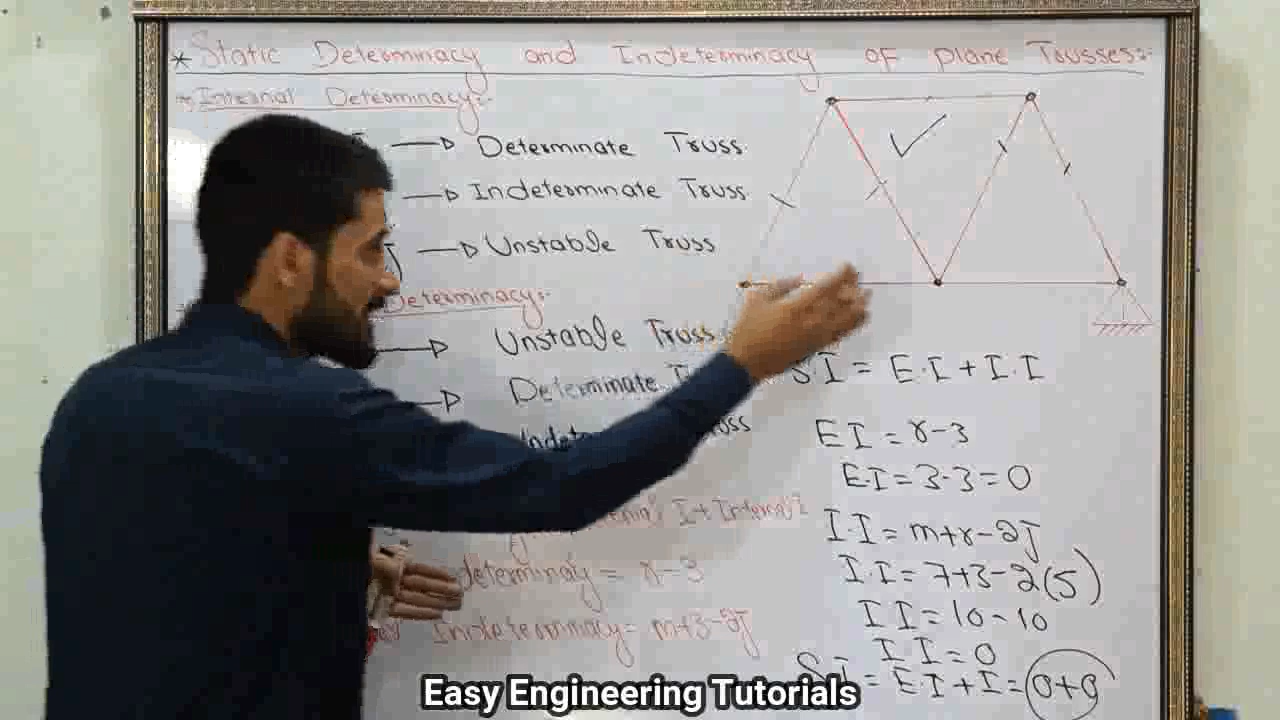 * Static Determinacy and Indeterminacy of plane Trusses:-
* Internal Determinacy:-
Determinate Truss
Indeterminate Truss
Unstable Truss
Determinacy:-
Unstable Truss
Determinate
S.I = E.I + I.I
E I = r-3
E.I = 3-3 = 0
I.I = m+r-2j
I.I = 7+3-2(5)
I I = 10-10
I.I = 0
S.I = E.I + I = 0+0
= r-3
Indeterminacy = m+3-2j
Easy Engineering Tutorials